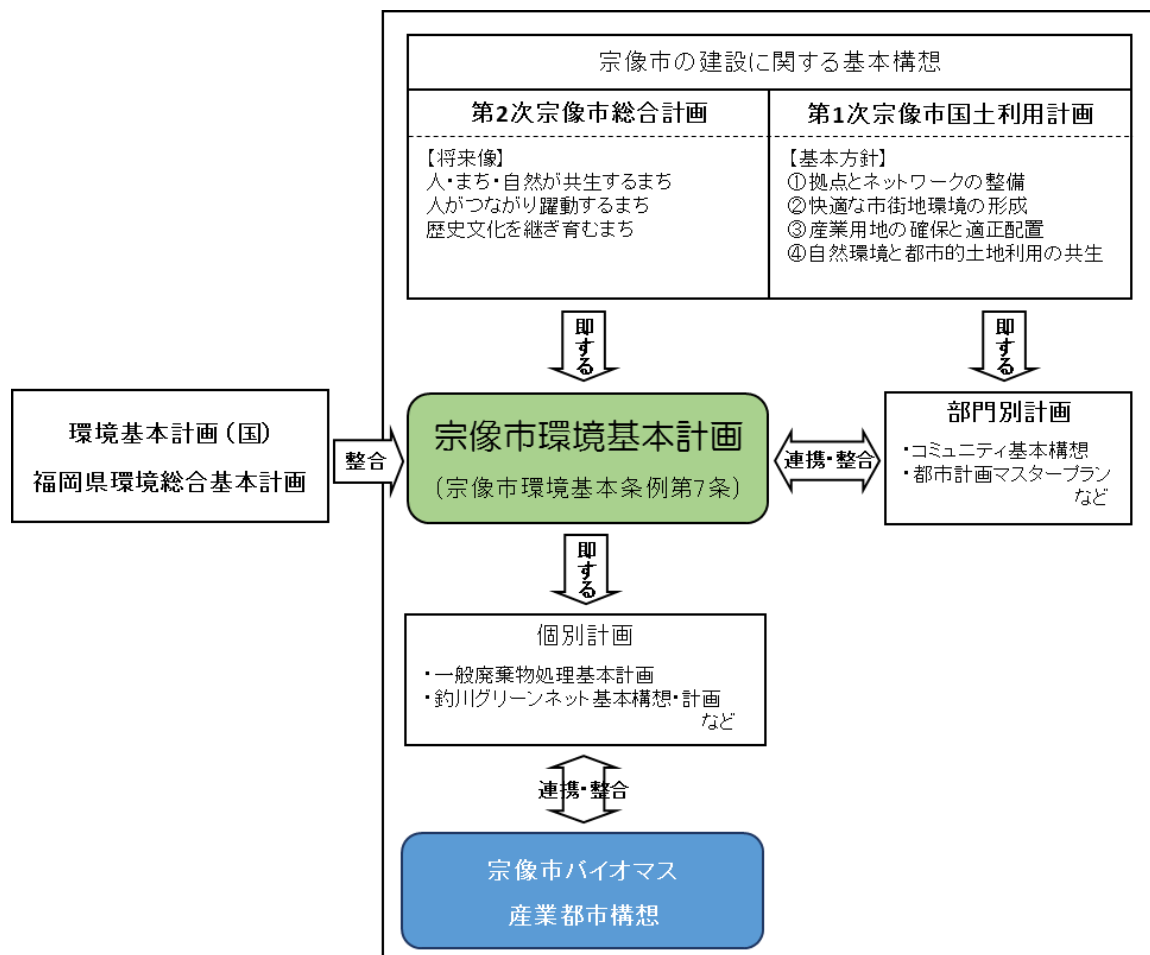 宗像市の建設に関する基本構想
第2次宗像市総合計画
【将来像】
人・まち・自然が共生するまち
人がつながり躍動するまち
歴史文化を継ぎ育むまち
第1次宗像市国土利用計画
【基本方針】
①拠点とネットワークの整備
②快適な市街地環境の形成
③産業用地の確保と適正配置
④自然環境と都市的土地利用の共生
即する
即する
環境基本計画（国）
福岡県環境総合基本計画
整合
宗像市環境基本計画
(宗像市環境基本条例第7条)
連携・整合
部門別計画
・コミュニティ基本構想
・都市計画マスタープラン
など
即する
個別計画
・一般廃棄物処理基本計画
・釣川グリーンネット基本構想・計画
など
連携・整合
宗像市バイオマス
産業都市構想